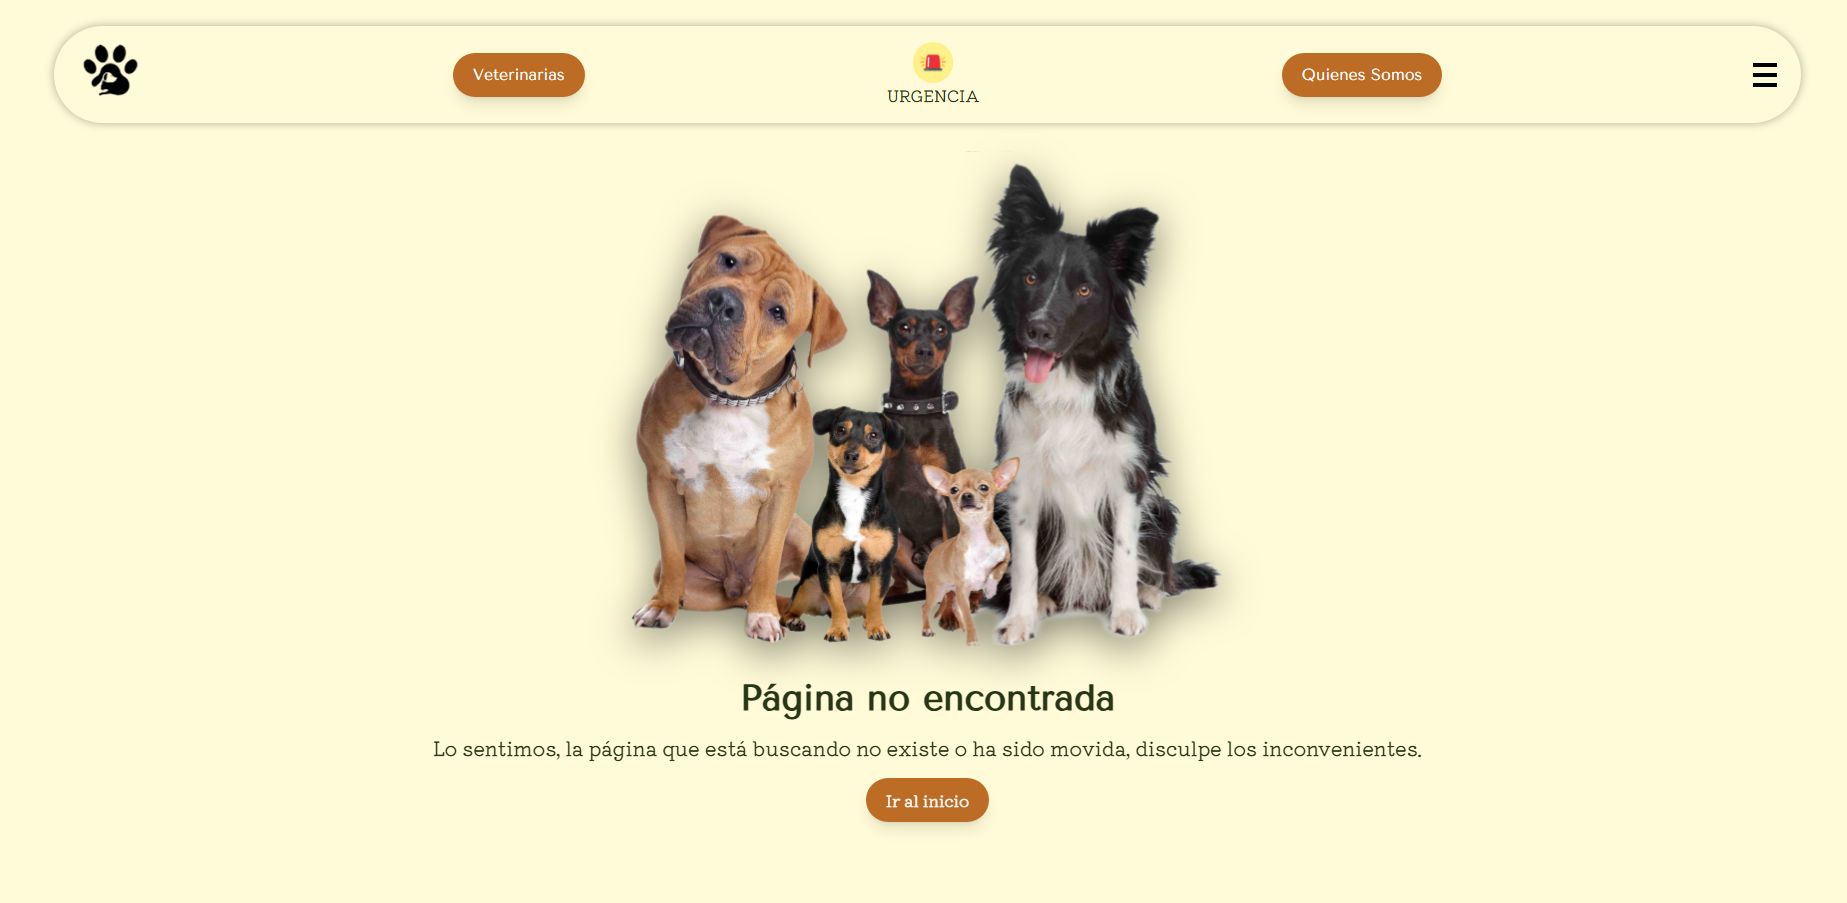 Veterinarias
URGENCIA
Quienes Somos
Página no encontrada
Lo sentimos, la página que está buscando no existe o ha sido movida, disculpe los inconvenientes.
Ir al inicio